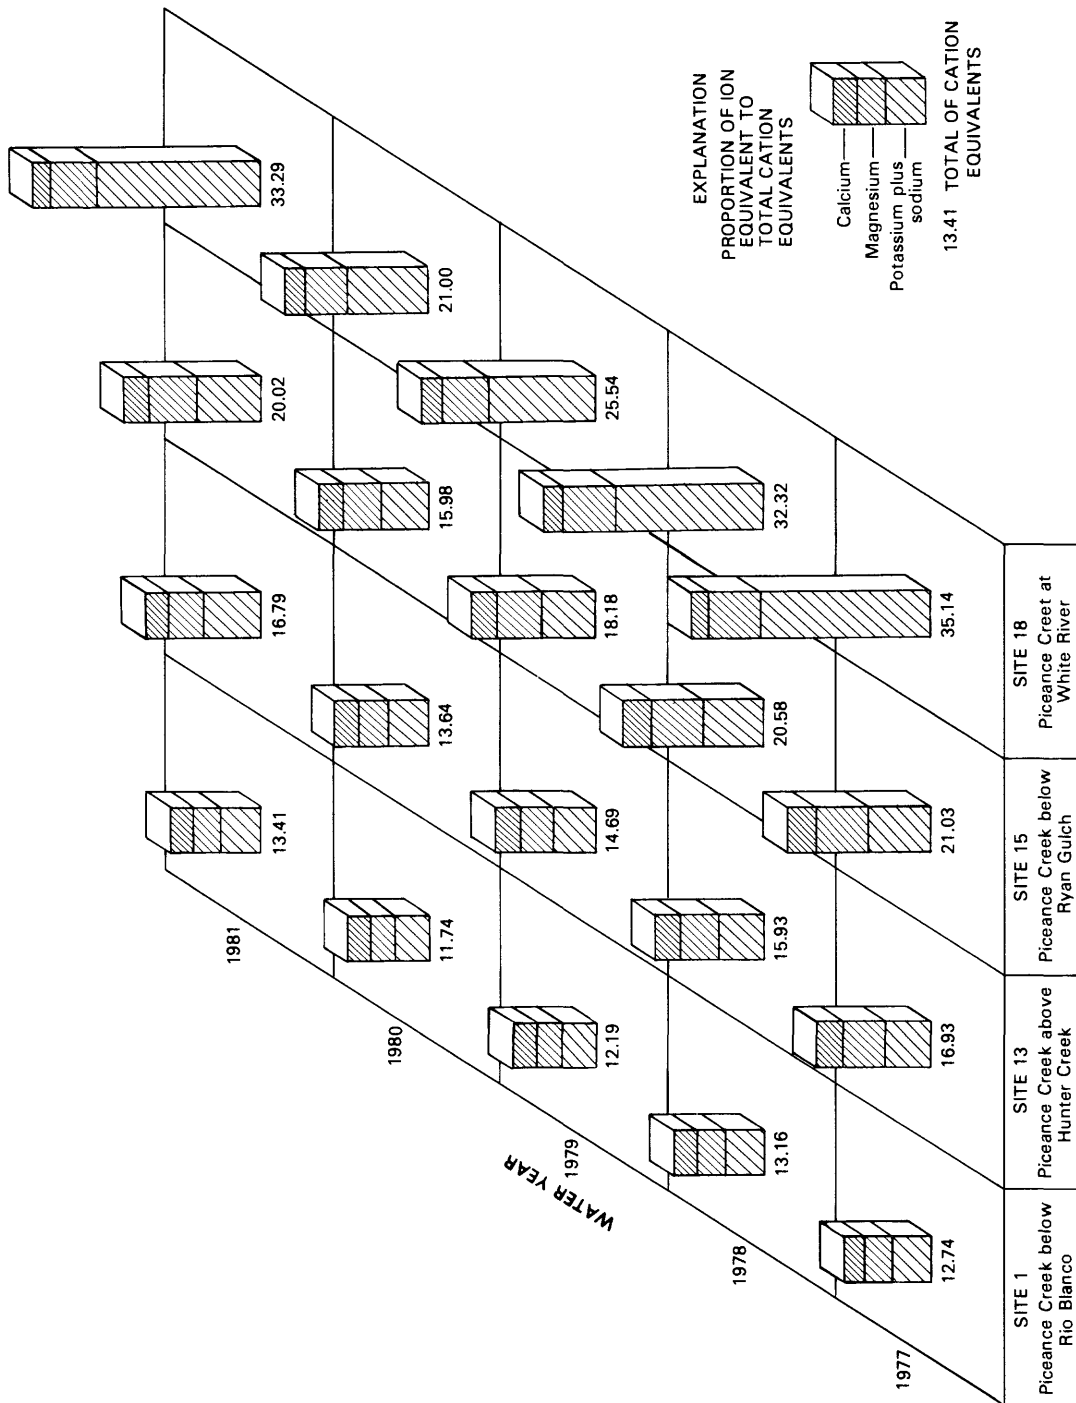 33.29
20.02
16.79
13.41
1981
21.00
15.98
13.64
11.74
1980
25.54
18.18
14.69
12.19
1979
WATER YEAR
32.32
20.58
15.93
13.16
1978
35.14
21.03
16.93
12.74
1977
SITE 1
Piceance Creek below
Rio Blanco
SITE 13
Piceance Creek above
Hunter Creek
SITE 15
Piceance Creek below
Ryan Gulch
SITE 18
Piceance Creet at
White River
EXPLANATION
PROPORTION OF ION
EQUIVALENT TO
TOTAL CATION
EQUIVALENTS
Calcium
Magnesium
Potassium plus
sodium
13.41 TOTAL OF CATION
EQUIVALENTS